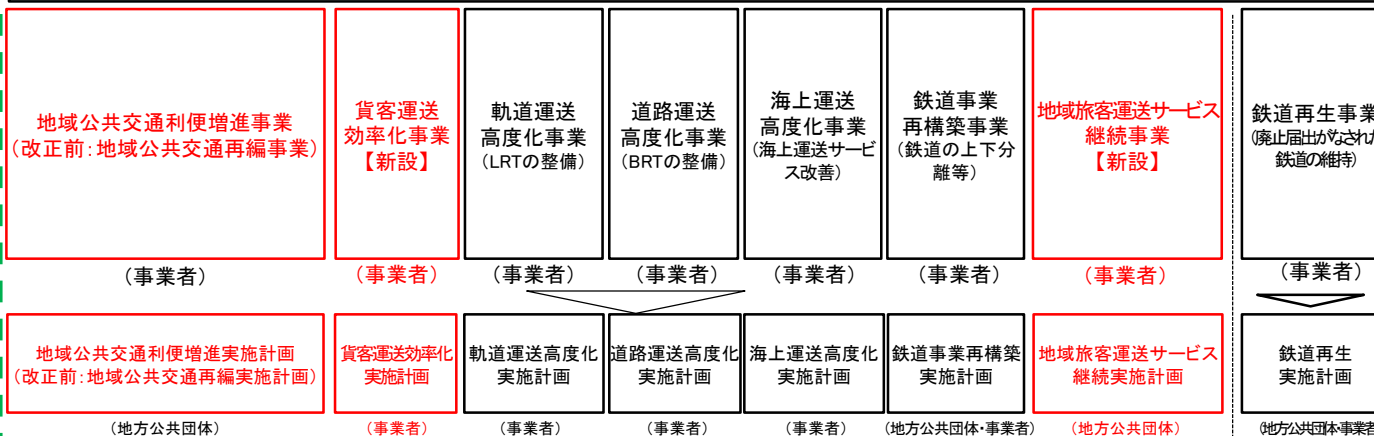 地域公共交通利便増進事業
(改正前:地域公共交通再編事業)
貨客運送
効率化事業
【新設】
軌道運送
高度化事業
(LRTの整備)
道路運送
高度化事業
(BRTの整備)
海上運送
高度化事業
(海上運送サービ
ス改善)
鉄道事業
再構築事業
(鉄道の上下分
離等)
地域旅客運送サービス
継続事業
【新設】
鉄道再生事業
(廃止届出がなされた
鉄道の維持)
(事業者)
(事業者)
(事業者)
(事業者)
(事業者)
(事業者)
(事業者)
(事業者)
地域公共交通利便増進実施計画
(改正前:地域公共交通再編実施計画)
貨客運送効率化
実施計画
軌道運送高度化
実施計画
道路運送高度化
実施計画
海上運送高度化
実施計画
鉄道事業再構築
実施計画
地域旅客運送サービス
継続実施計画
鉄道再生
実施計画
(地方公共団体)
(事業者)
(事業者)
(事業者)
(事業者)
(地方公共団体・事業者)
(地方公共団体)
(地方公共団体・事業者